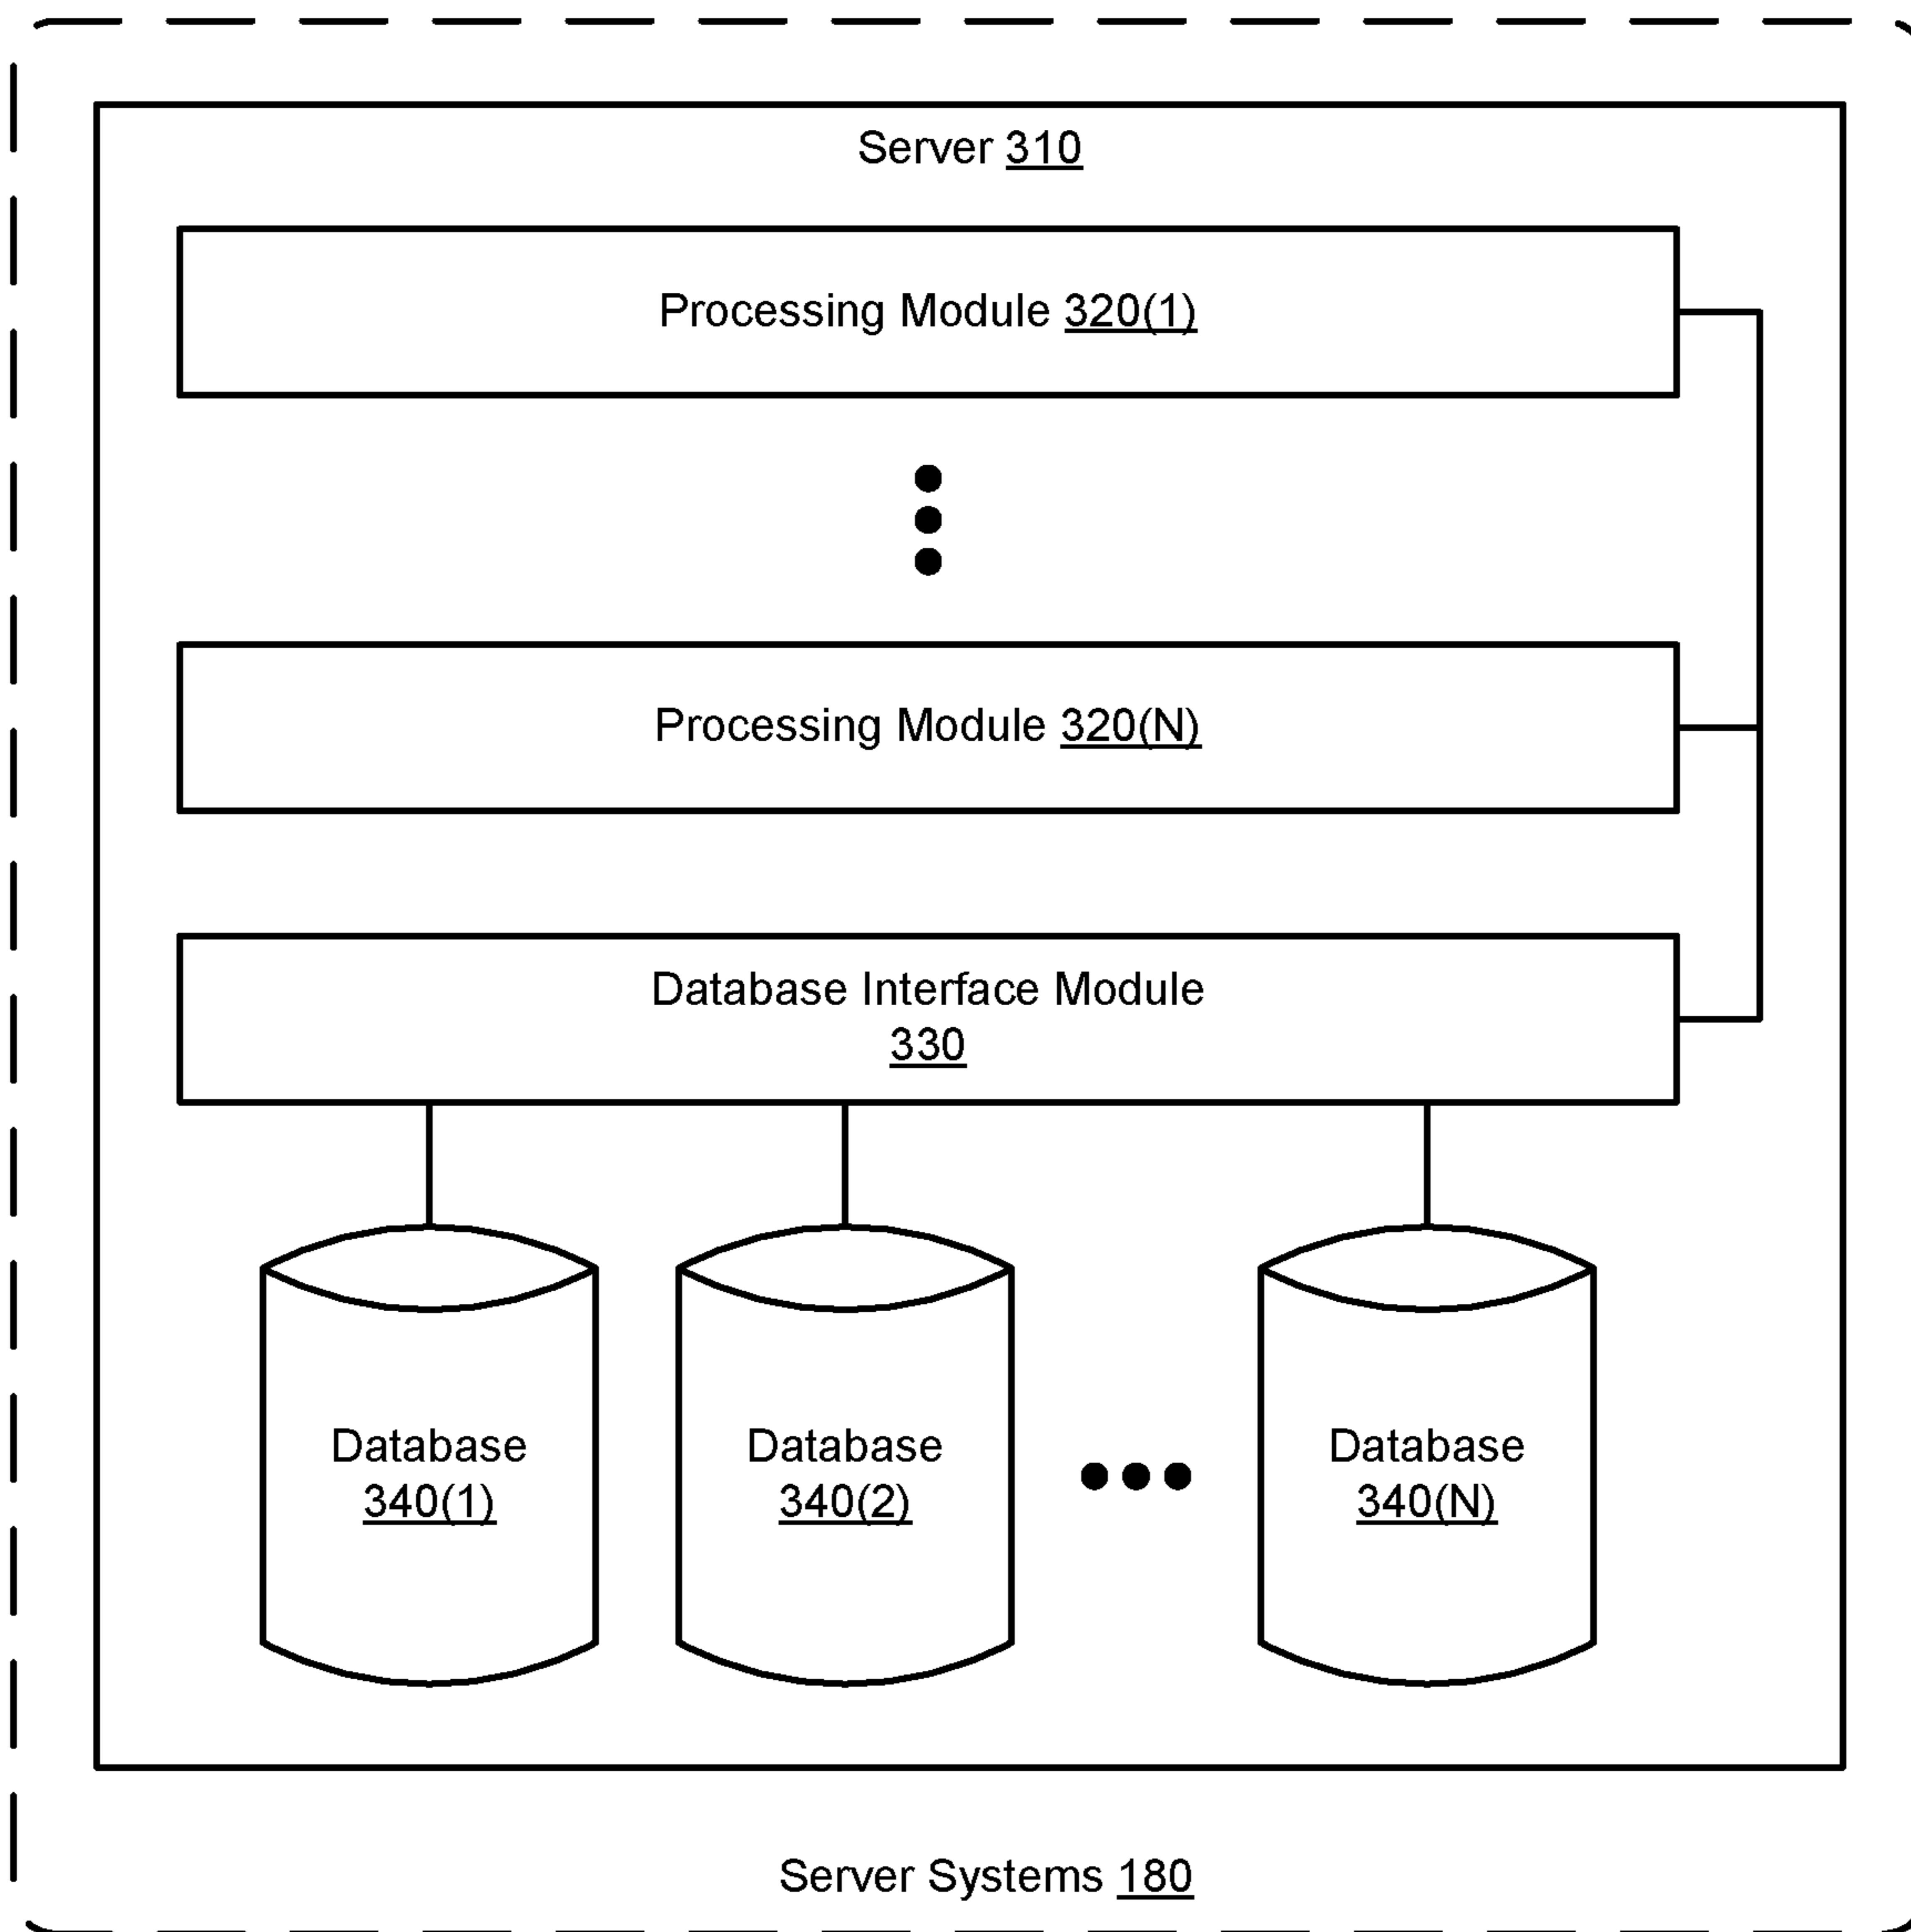 Server 310
Processing Module 320(1)
Processing Module 320(N)
Database Interface Module
330
Database
340(1)
Database
340(2)
Database
340(N)
Server Systems 180